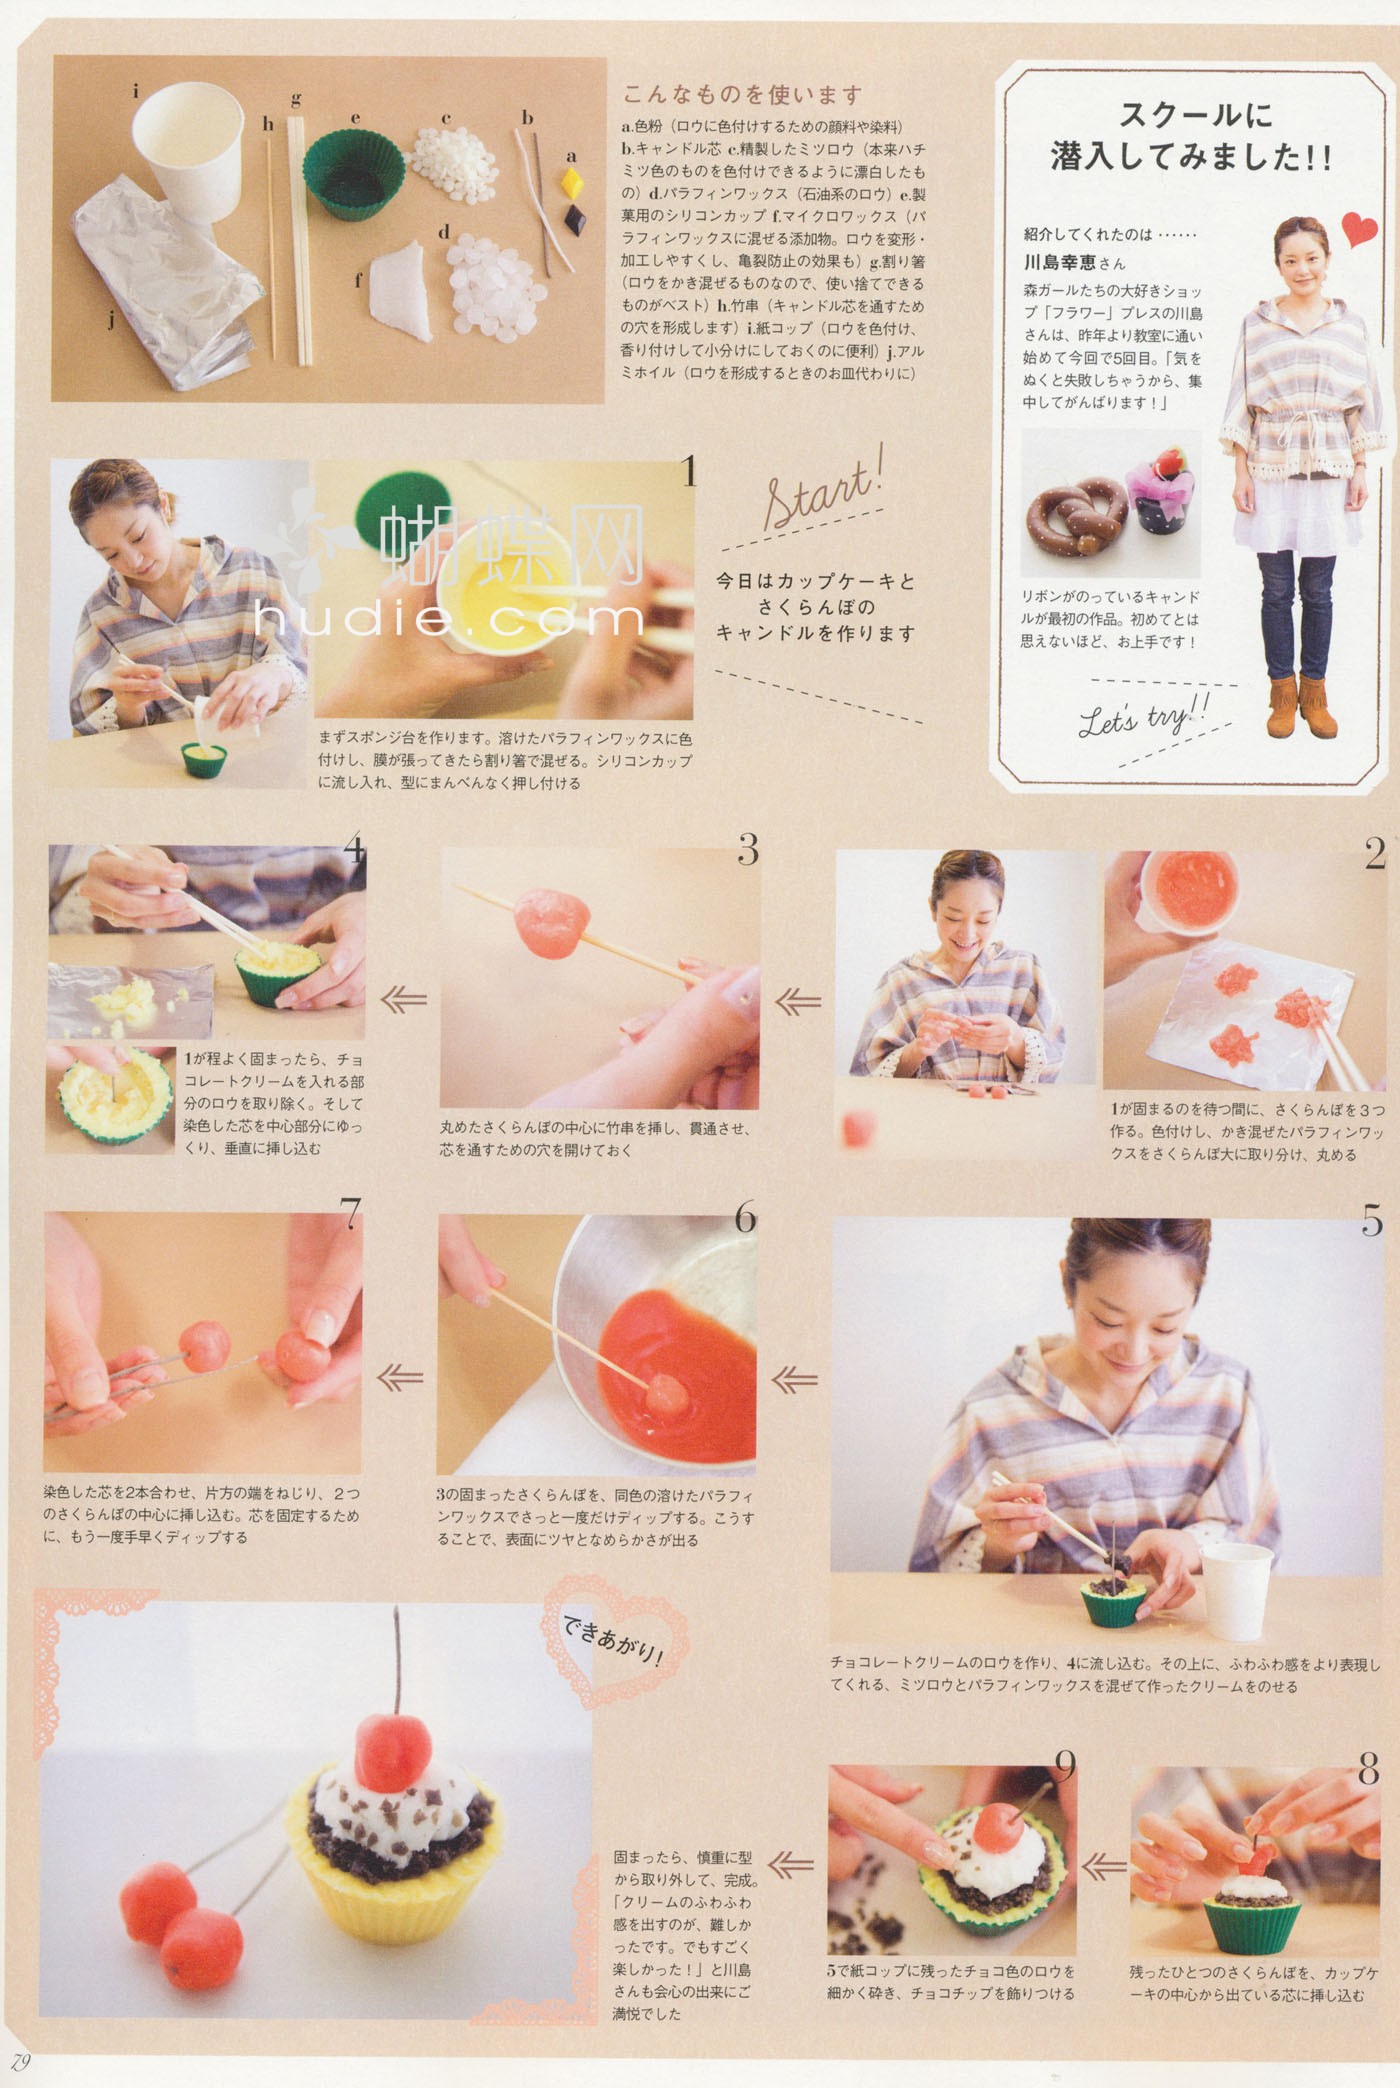 i
g
h
e
c
b
a
d
f
j
こんなものを使います
a.色粉（ロウに色付けするための顔料や染料）
b.キャンドル芯 c.精製したミツロウ（本来ハチ
ミツ色のものを色付けできるように漂白したも
の）d.パラフィンワックス（石油系のロウ）e.製
菓用のシリコンカップ f.マイクロワックス（パ
ラフィンワックスに混ぜる添加物。ロウを変形・
加工しやすくし、亀裂防止の効果も）g.割り箸
（ロウをかき混ぜるものなので、使い捨てできる
ものがベスト）h.竹串（キャンドル芯を通すため
の穴を形成します）i.紙コップ（ロウを色付け、
香り付けして小分けにしておくのに便利）j.アル
ミホイル（ロウを形成するときのお皿代わりに）
スクールに
潜入してみました!!
紹介してくれたのは ‥‥‥
川島幸恵さん
森ガールたちの大好きショッ
プ「フラワー」プレスの川島
さんは、昨年より教室に通い
始めて今回で5回目。「気を
ぬくと失敗しちゃうから、集
中してがんばります！」
リボンがのっているキャンド
ルが最初の作品。初めてとは
思えないほど、お上手です！
Let's try!!
Start!
今日はカップケーキと
さくらんぼの
キャンドルを作ります
1
蝴蝶网
hudie.com
まずスポンジ台を作ります。溶けたパラフィンワックスに色
付けし、膜が張ってきたら割り箸で混ぜる。シリコンカップ
に流し入れ、型にまんべんなく押し付ける
2
1が固まるのを待つ間に、さくらんぼを３つ
作る。色付けし、かき混ぜたパラフィンワッ
クスをさくらんぼ大に取り分け、丸める
3
丸めたさくらんぼの中心に竹串を挿し、貫通させ、
芯を通すための穴を開けておく
4
1が程よく固まったら、チョ
コレートクリームを入れる部
分のロウを取り除く。そして
染色した芯を中心部分にゆっ
くり、垂直に挿し込む
5
チョコレートクリームのロウを作り、4に流し込む。その上に、ふわふわ感をより表現し
てくれる、ミツロウとパラフィンワックスを混ぜて作ったクリームをのせる
6
3の固まったさくらんぼを、同色の溶けたパラフィ
ンワックスでさっと一度だけディップする。こうす
ることで、表面にツヤとなめらかさが出る
7
染色した芯を2本合わせ、片方の端をねじり、２つ
のさくらんぼの中心に挿し込む。芯を固定するため
に、もう一度手早くディップする
8
残ったひとつのさくらんぼを、カップケ
ーキの中心から出ている芯に挿し込む
9
5で紙コップに残ったチョコ色のロウを
細かく砕き、チョコチップを飾りつける
できあがり！
固まったら、慎重に型
から取り外して、完成。
「クリームのふわふわ
感を出すのが、難しか
ったです。でもすごく
楽しかった！」と川島
さんも会心の出来にご
満悦でした
79